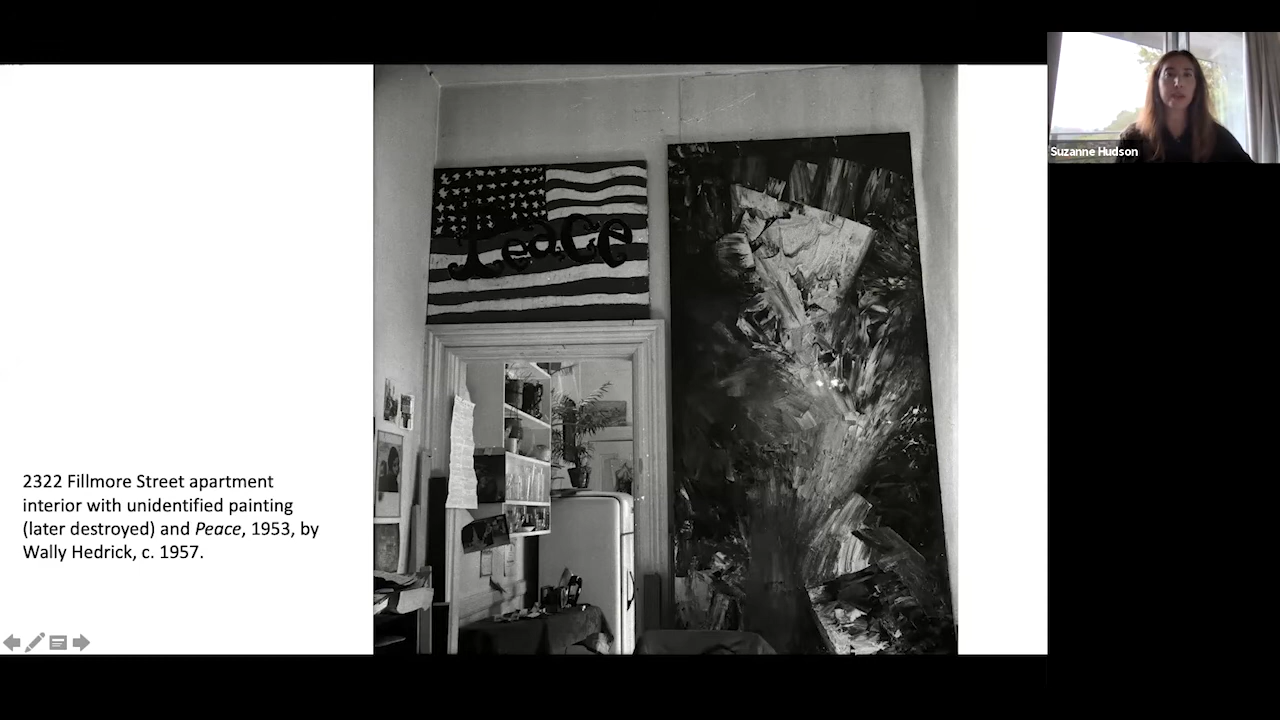 Suzanne Hudson
Peace
2322 Fillmore Street apartment
interior with unidentified painting
(later destroyed) and Peace, 1953, by
Wally Hedrick, c. 1957.